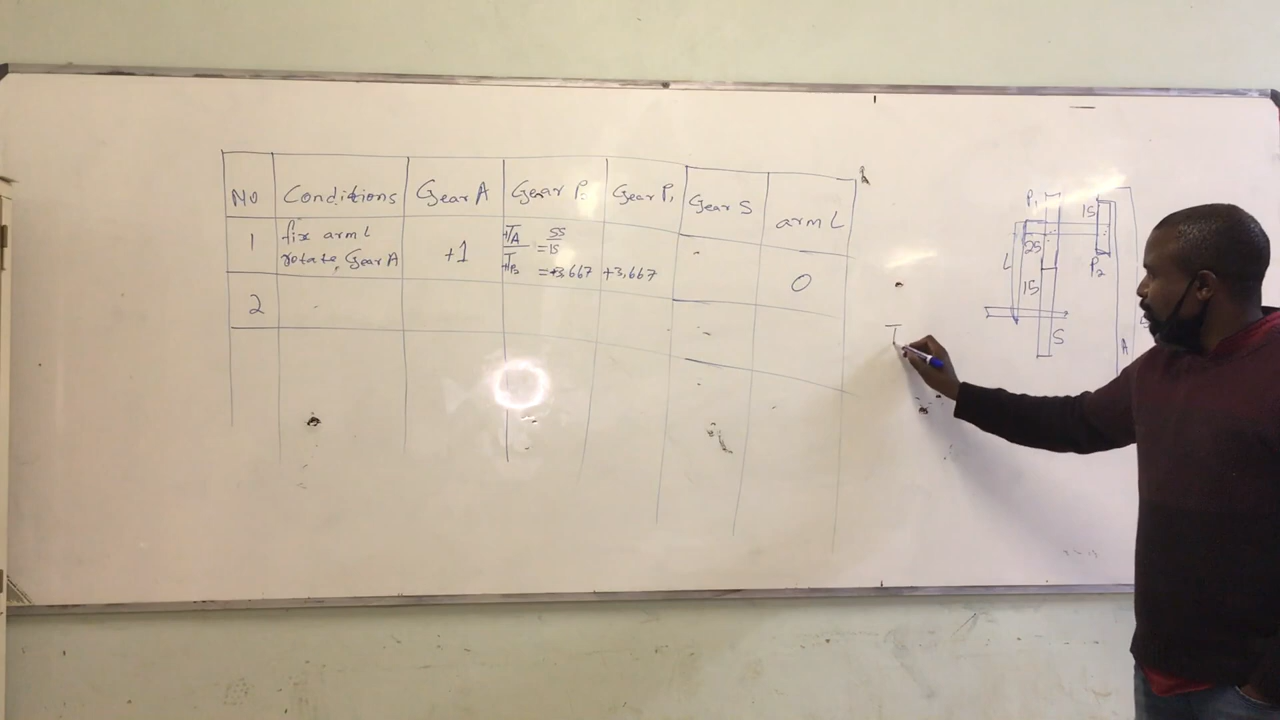 No Conditions Gear A Gear P₂ Gear P₁ Gear S arm L
1 fix arm L
rotate Gear A +1 TA/TP₂ = 55/15
= +3,667 +3,667 0
2
T
P₁
15
25
L
15
P₂
S
A